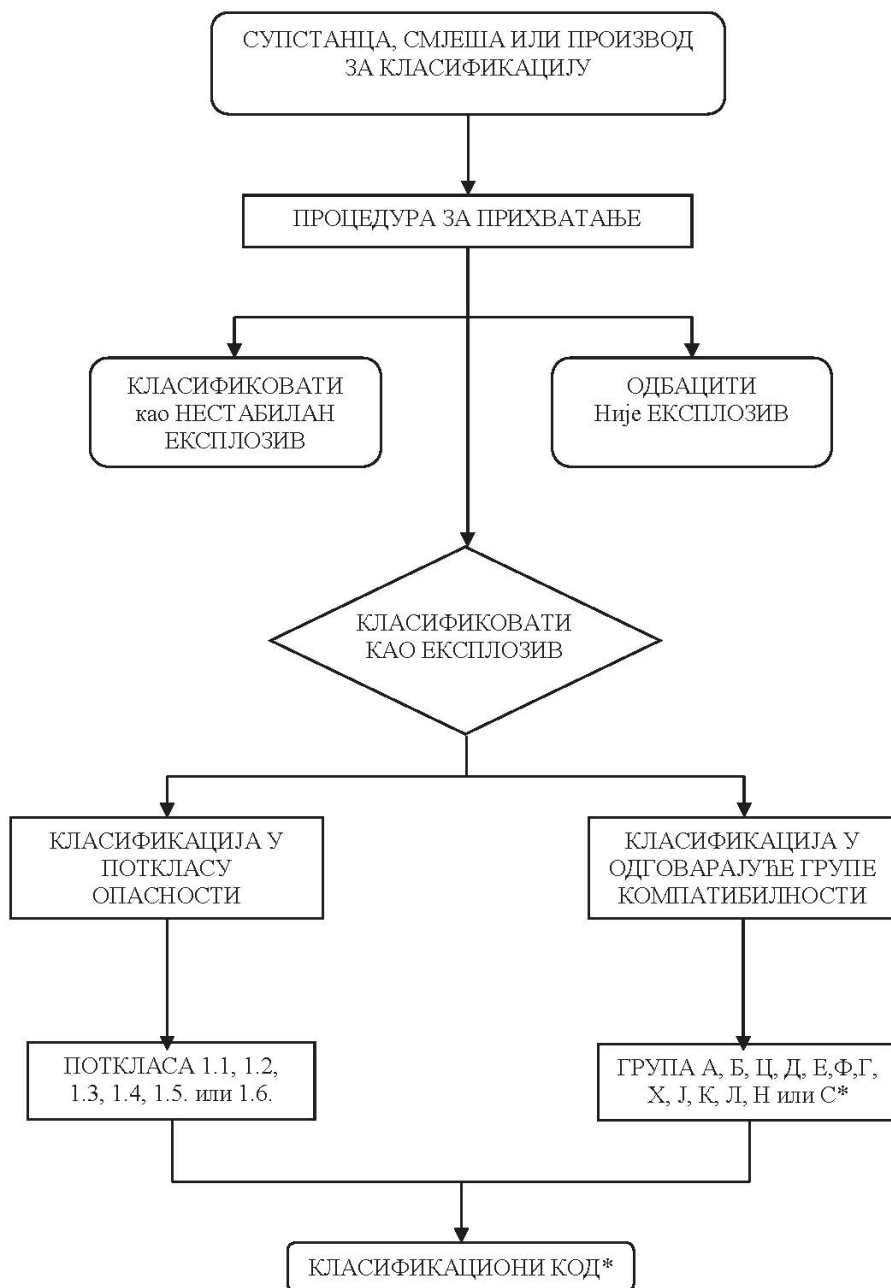 СУПСТАНЦА, СМЈЕША ИЛИ ПРОИЗВОД
ЗА КЛАСИФИКАЦИЈУ
ПРОЦЕДУРА ЗА ПРИХВАТАЊЕ
КЛАСИФИКОВАТИ
као НЕСТАБИЛАН
ЕКСПЛОЗИВ
ОДБАЦИТИ
Није ЕКСПЛОЗИВ
КЛАСИФИКОВАТИ
КАО ЕКСПЛОЗИВ
КЛАСИФИКАЦИЈА У
ПОТКЛАСУ
ОПАСНОСТИ
КЛАСИФИКАЦИЈА У
ОДГОВАРАЈУЋЕ ГРУПЕ
КОМПАТИБИЛНОСТИ
ПОТКЛАСА 1.1, 1.2,
1.3, 1.4, 1.5. или 1.6.
ГРУПА А, Б, Ц, Д, Е,Ф,Г,
Х, Ј, К, Л, Н или С*
КЛАСИФИКАЦИОНИ КОД*